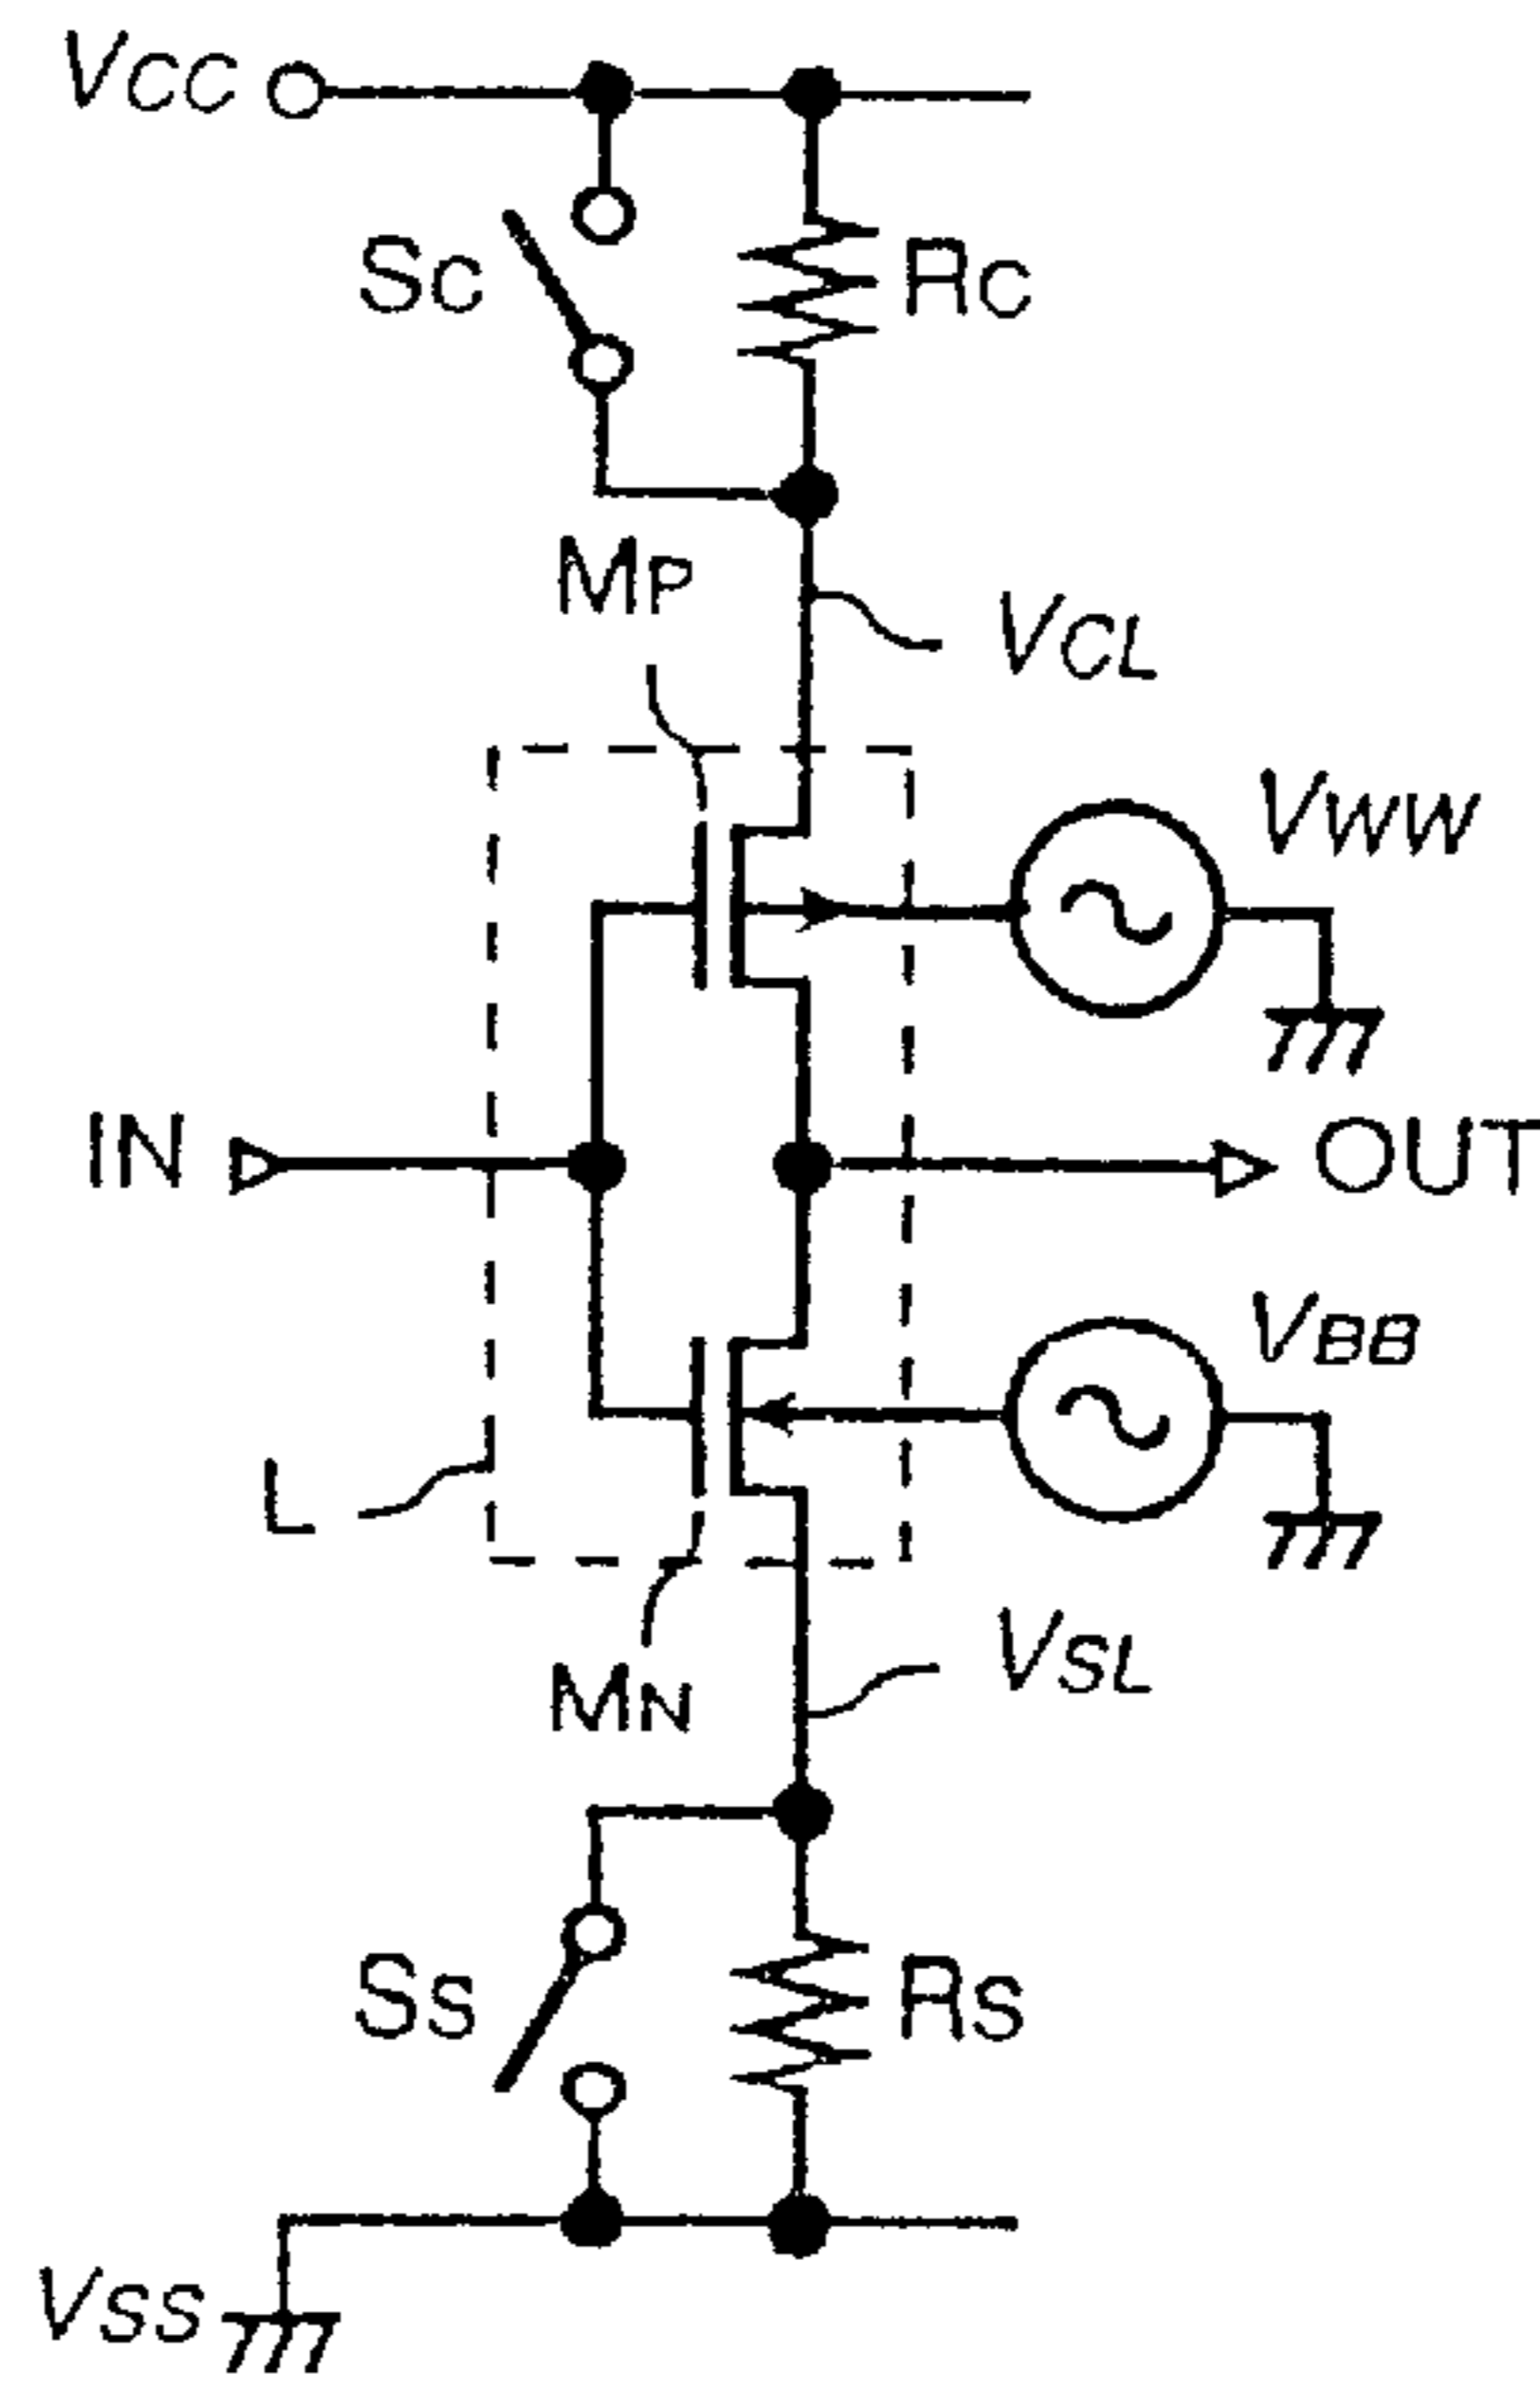 VCC
SC RC
MP
VCL
VWW
IN OUT
VBB
L
VSL
MN
SS RS
VSS